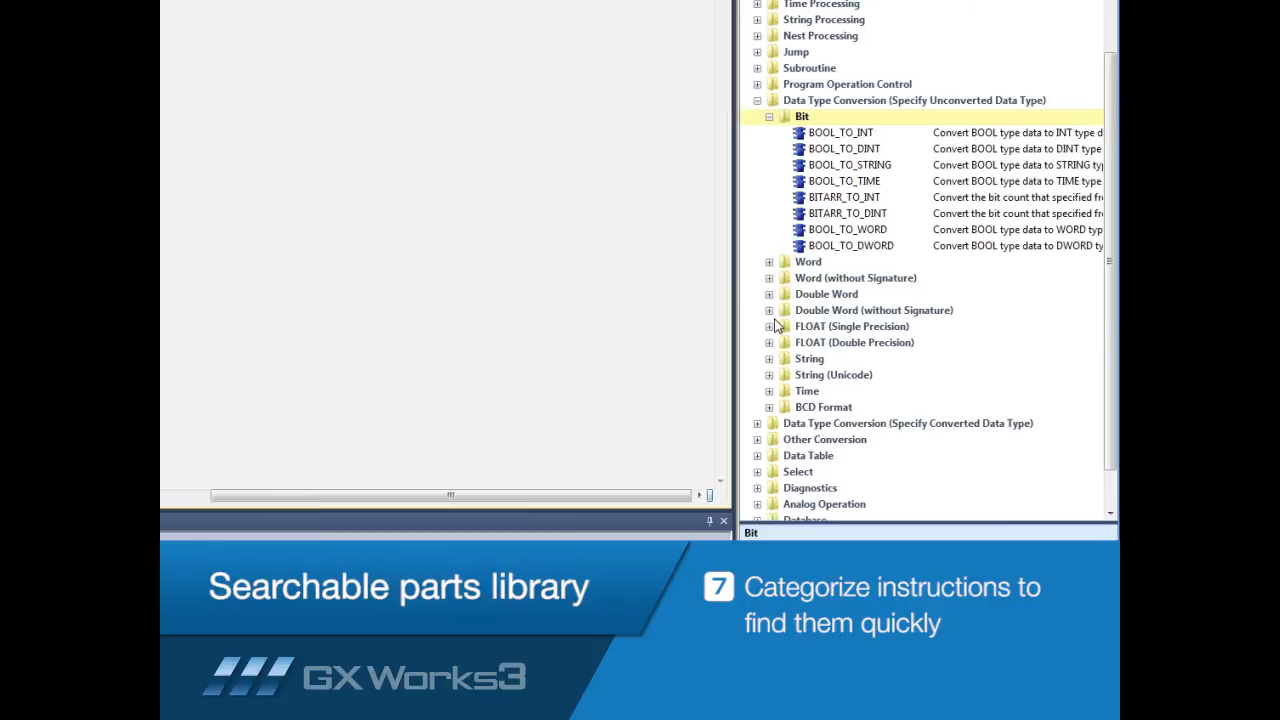 Time Processing
String Processing
Nest Processing
Jump
Subroutine
Program Operation Control
Data Type Conversion (Specify Unconverted Data Type)
Bit
BOOL_TO_INT Convert BOOL type data to INT type d
BOOL_TO_DINT Convert BOOL type data to DINT type
BOOL_TO_STRING Convert BOOL type data to STRING ty
BOOL_TO_TIME Convert BOOL type data to TIME type
BITARR_TO_INT Convert the bit count that specified fr
BITARR_TO_DINT Convert the bit count that specified fr
BOOL_TO_WORD Convert BOOL type data to WORD typ
BOOL_TO_DWORD Convert BOOL type data to DWORD ty
Word
Word (without Signature)
Double Word
Double Word (without Signature)
FLOAT (Single Precision)
FLOAT (Double Precision)
String
String (Unicode)
Time
BCD Format
Data Type Conversion (Specify Converted Data Type)
Other Conversion
Data Table
Select
Diagnostics
Analog Operation
Database
Bit
Searchable parts library
7 Categorize instructions to
find them quickly
GX Works3